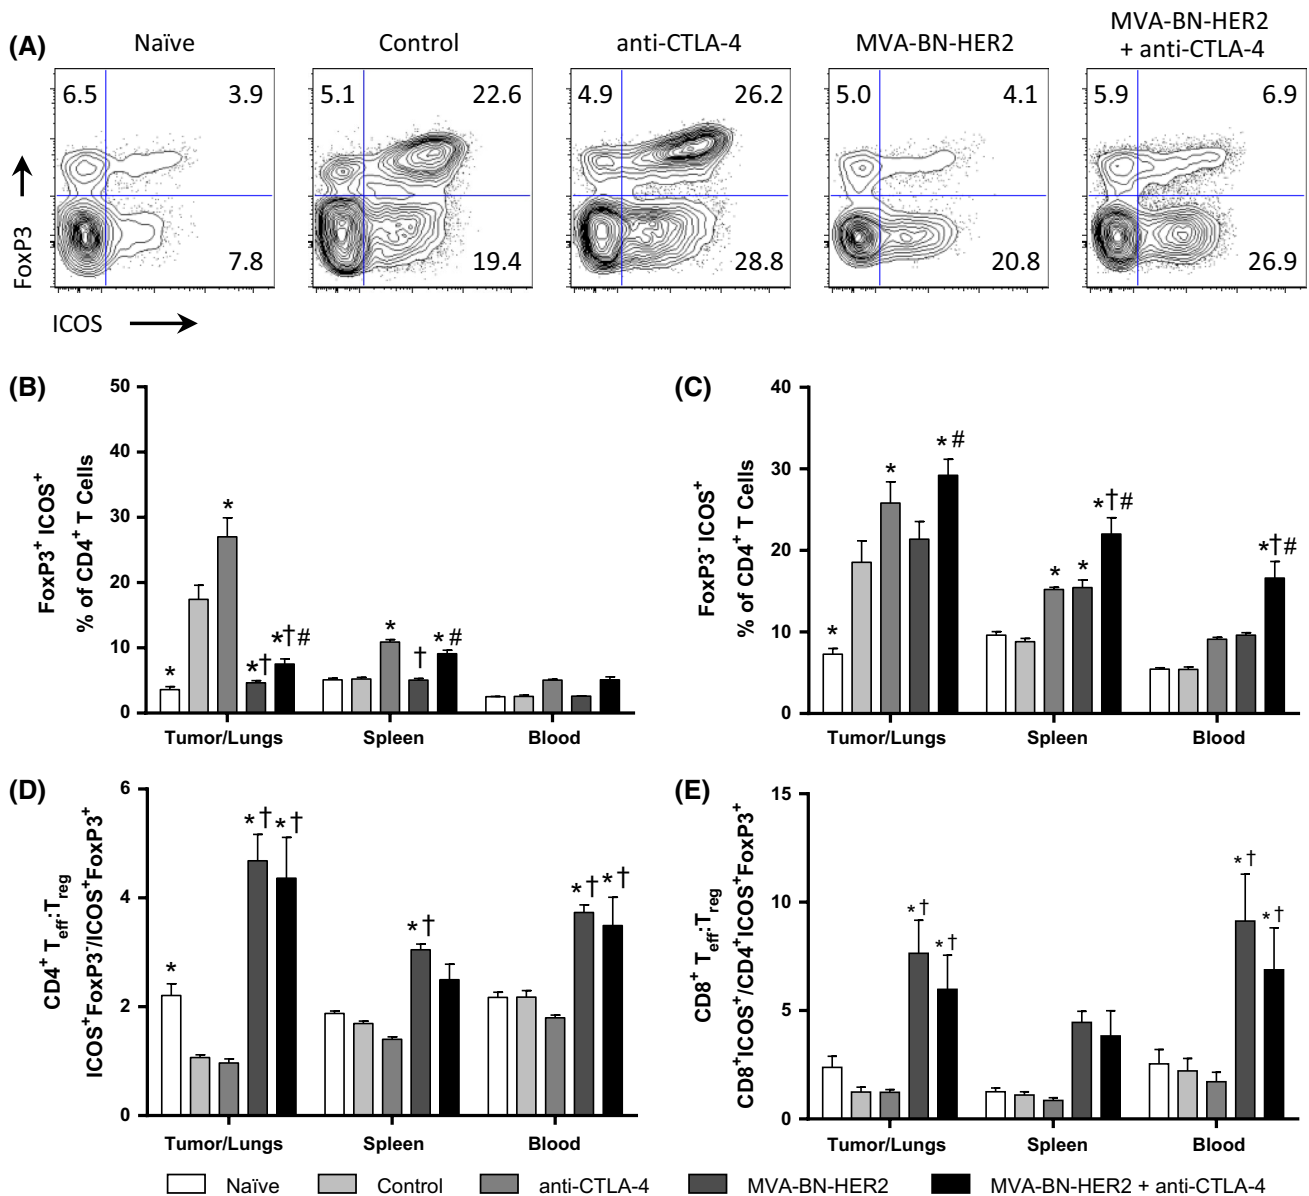 (A)
Naïve
Control
anti-CTLA-4
MVA-BN-HER2
MVA-BN-HER2
+ anti-CTLA-4
6.5 3.9
7.8
5.1 22.6
19.4
4.9 26.2
28.8
5.0 4.1
20.8
5.9 6.9
26.9
FoxP3
ICOS
(B)
FoxP3+ ICOS+
% of CD4+ T Cells
50
40
30
20
10
0
*
*
*†
*†#
*
†
*#
Tumor/Lungs Spleen Blood
(C)
FoxP3- ICOS+
% of CD4+ T Cells
40
30
20
10
0
*
*
*#
*
*
*†#
*†#
Tumor/Lungs Spleen Blood
(D)
CD4+ Teff:Treg
ICOS+FoxP3-/ICOS+FoxP3+
6
4
2
0
*
*†
*†
*†
*†
*†
Tumor/Lungs Spleen Blood
(E)
CD8+ Teff:Treg
CD8+ICOS+/CD4+ICOS+FoxP3+
15
10
5
0
*†
*†
*†
*†
Tumor/Lungs Spleen Blood
Naïve Control anti-CTLA-4 MVA-BN-HER2 MVA-BN-HER2 + anti-CTLA-4